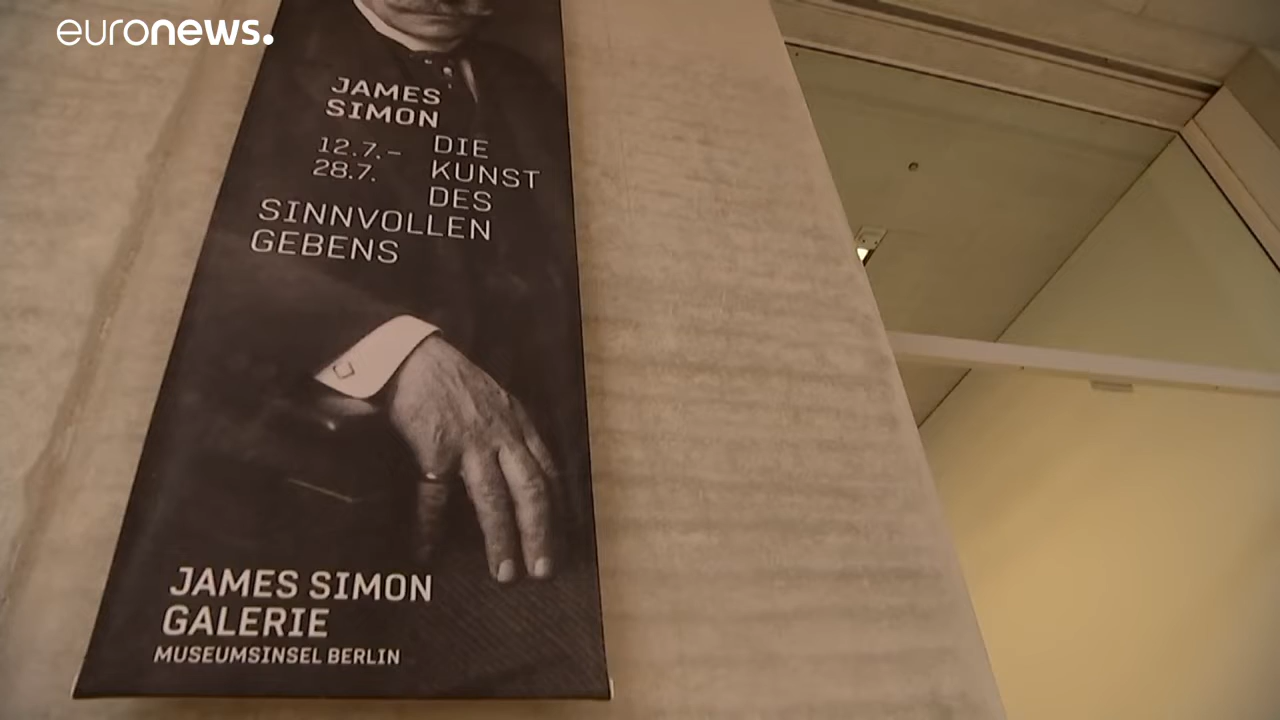 euronews.
JAMES
SIMON
12.7.–
28.7.
DIE
KUNST
DES
SINNVOLLEN
GEBENS
JAMES SIMON
GALERIE
MUSEUMSINSEL BERLIN